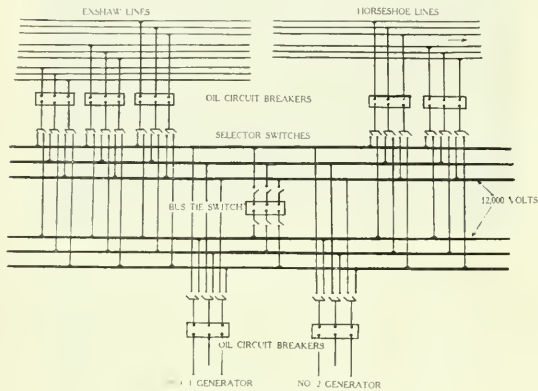 EXSHAW LINES
HORSESHOE LINES
OIL CIRCUIT BREAKERS
SELECTOR SWITCHES
BUS TIE SWITCH
12,000 VOLTS
OIL CIRCUIT BREAKERS
1 GENERATOR
NO 2 GENERATOR